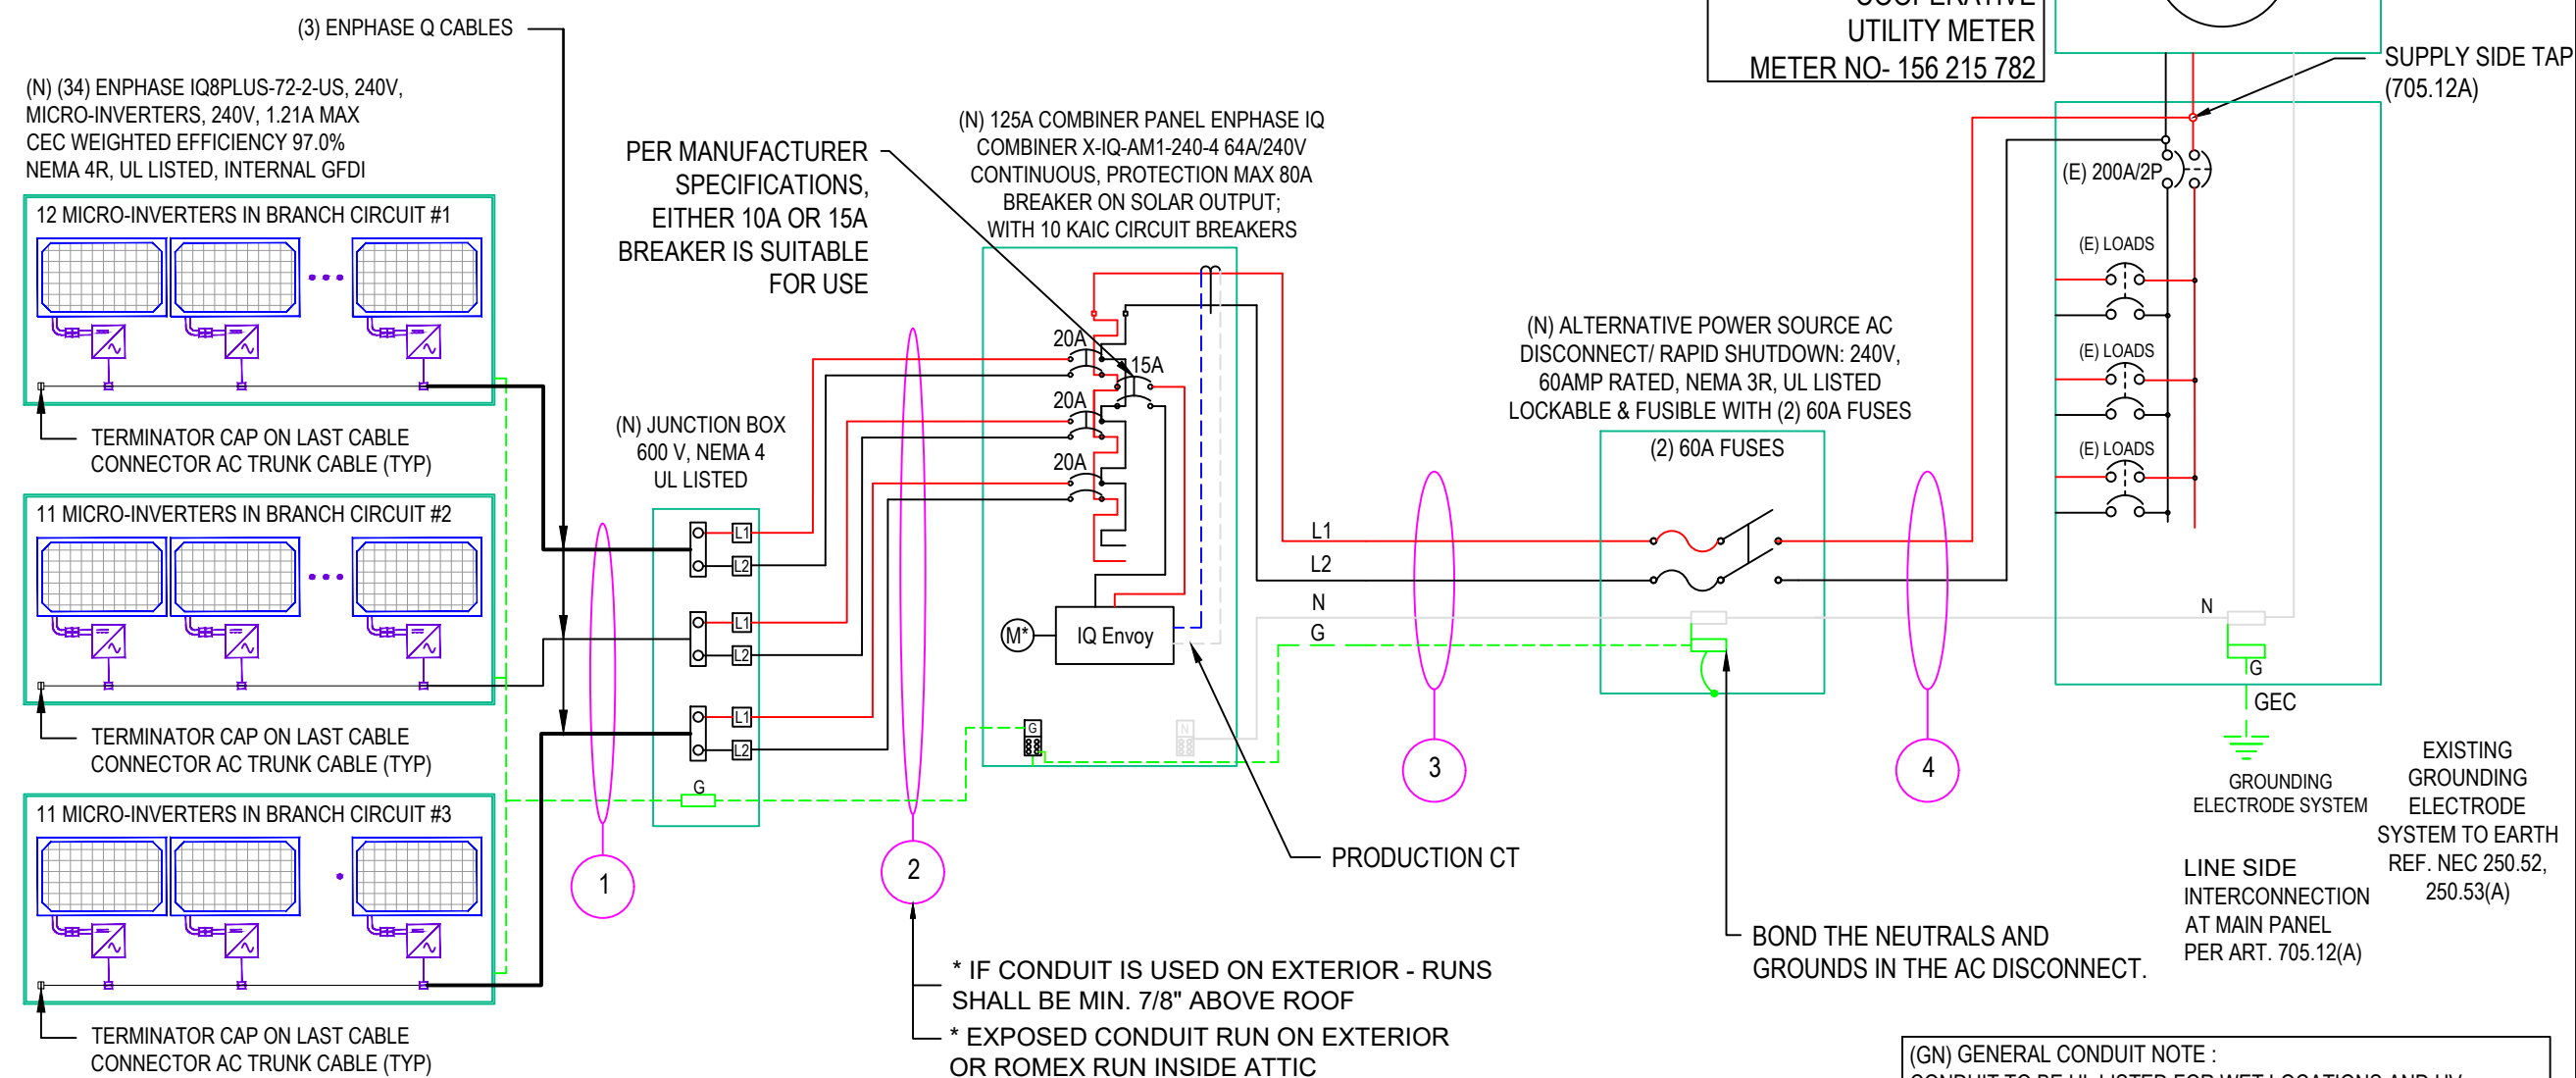 (3) ENPHASE Q CABLES
(N) (34) ENPHASE IQ8PLUS-72-2-US, 240V,
MICRO-INVERTERS, 240V, 1.21A MAX
CEC WEIGHTED EFFICIENCY 97.0%
NEMA 4R, UL LISTED, INTERNAL GFDI
12 MICRO-INVERTERS IN BRANCH CIRCUIT #1
TERMINATOR CAP ON LAST CABLE
CONNECTOR AC TRUNK CABLE (TYP)
11 MICRO-INVERTERS IN BRANCH CIRCUIT #2
TERMINATOR CAP ON LAST CABLE
CONNECTOR AC TRUNK CABLE (TYP)
11 MICRO-INVERTERS IN BRANCH CIRCUIT #3
TERMINATOR CAP ON LAST CABLE
CONNECTOR AC TRUNK CABLE (TYP)
1
(N) JUNCTION BOX
600 V, NEMA 4
UL LISTED
L1
L2
L1
L2
L1
L2
G
PER MANUFACTURER
SPECIFICATIONS,
EITHER 10A OR 15A
BREAKER IS SUITABLE
FOR USE
2
* IF CONDUIT IS USED ON EXTERIOR - RUNS
SHALL BE MIN. 7/8" ABOVE ROOF
* EXPOSED CONDUIT RUN ON EXTERIOR
OR ROMEX RUN INSIDE ATTIC
(N) 125A COMBINER PANEL ENPHASE IQ
COMBINER X-IQ-AM1-240-4 64A/240V
CONTINUOUS, PROTECTION MAX 80A
BREAKER ON SOLAR OUTPUT;
WITH 10 KAIC CIRCUIT BREAKERS
20A
15A
20A
20A
M*
IQ Envoy
G
N
PRODUCTION CT
L1
L2
N
G
3
(N) ALTERNATIVE POWER SOURCE AC
DISCONNECT/ RAPID SHUTDOWN: 240V,
60AMP RATED, NEMA 3R, UL LISTED
LOCKABLE & FUSIBLE WITH (2) 60A FUSES
(2) 60A FUSES
BOND THE NEUTRALS AND
GROUNDS IN THE AC DISCONNECT.
4
COOPERATIVE
UTILITY METER
METER NO- 156 215 782
SUPPLY SIDE TAP
(705.12A)
(E) 200A/2P
(E) LOADS
(E) LOADS
(E) LOADS
N
G
GEC
GROUNDING
ELECTRODE SYSTEM
EXISTING
GROUNDING
ELECTRODE
SYSTEM TO EARTH
REF. NEC 250.52,
250.53(A)
LINE SIDE
INTERCONNECTION
AT MAIN PANEL
PER ART. 705.12(A)
(GN) GENERAL CONDUIT NOTE :
CONDUIT TO BE UL LISTED FOR WET LOCATIONS AND UV